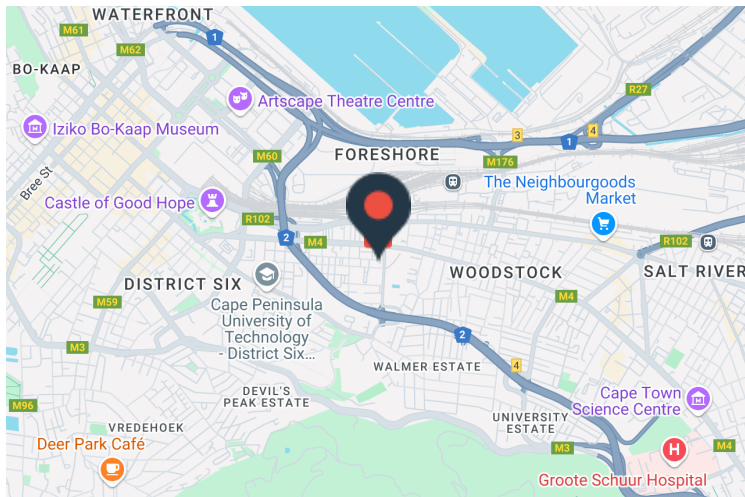 WATERFRONT
M61
1
M62
BO-KAAP
R27
Artscape Theatre Centre
Iziko Bo-Kaap Museum
3
4
1
M60
FORESHORE
M176
Bree St
The Neighbourgoods
Market
Castle of Good Hope
R102
2
M4
R102
DISTRICT SIX
WOODSTOCK
SALT RIVER
M59
Cape Peninsula
University of
Technology
- District Six...
M4
M3
2
WALMER ESTATE
4
DEVIL'S
PEAK ESTATE
Cape Town
Science Centre
M96
UNIVERSITY
ESTATE
VREDEHOEK
Deer Park Café
M3
M4
H
Groote Schuur Hospital